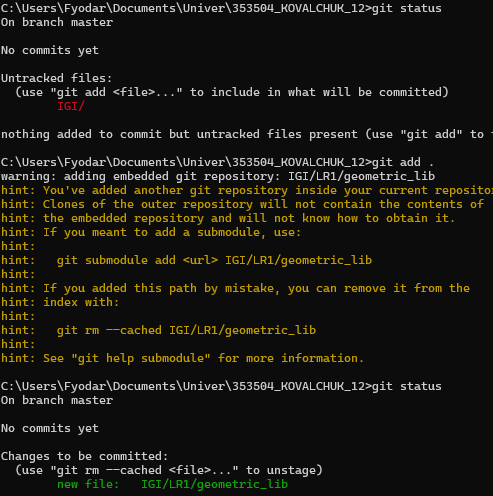 C:\Users\Fyodar\Documents\Univer\353504_KOVALCHUK_12>git status
On branch master
No commits yet
Untracked files:
(use "git add <file>..." to include in what will be committed)
IGI/
nothing added to commit but untracked files present (use "git add" to
C:\Users\Fyodar\Documents\Univer\353504_KOVALCHUK_12>git add .
warning: adding embedded git repository: IGI/LR1/geometric_lib
hint: You've added another git repository inside your current reposito
hint: Clones of the outer repository will not contain the contents of
hint: the embedded repository and will not know how to obtain it.
hint: If you meant to add a submodule, use:
hint:
hint:   git submodule add <url> IGI/LR1/geometric_lib
hint:
hint: If you added this path by mistake, you can remove it from the
hint: index with:
hint:
hint:   git rm --cached IGI/LR1/geometric_lib
hint:
hint: See "git help submodule" for more information.
C:\Users\Fyodar\Documents\Univer\353504_KOVALCHUK_12>git status
On branch master
No commits yet
Changes to be committed:
(use "git rm --cached <file>..." to unstage)
new file:   IGI/LR1/geometric_lib